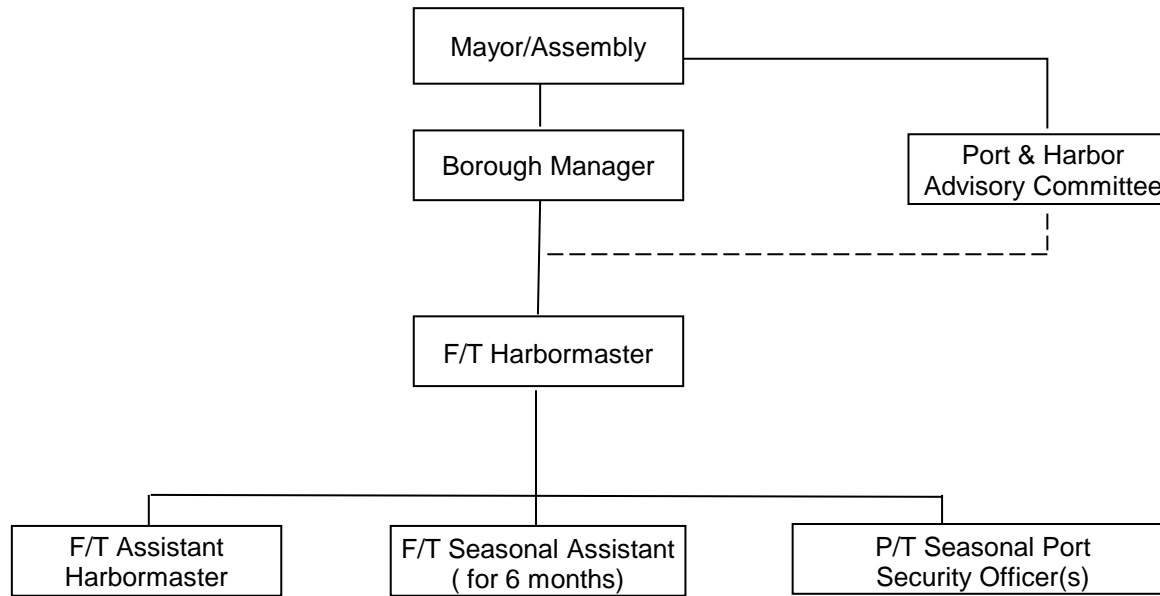 Mayor/Assembly
Borough Manager
Port & Harbor
Advisory Committee
F/T Harbormaster
F/T Assistant
Harbormaster
F/T Seasonal Assistant
( for 6 months)
P/T Seasonal Port
Security Officer(s)